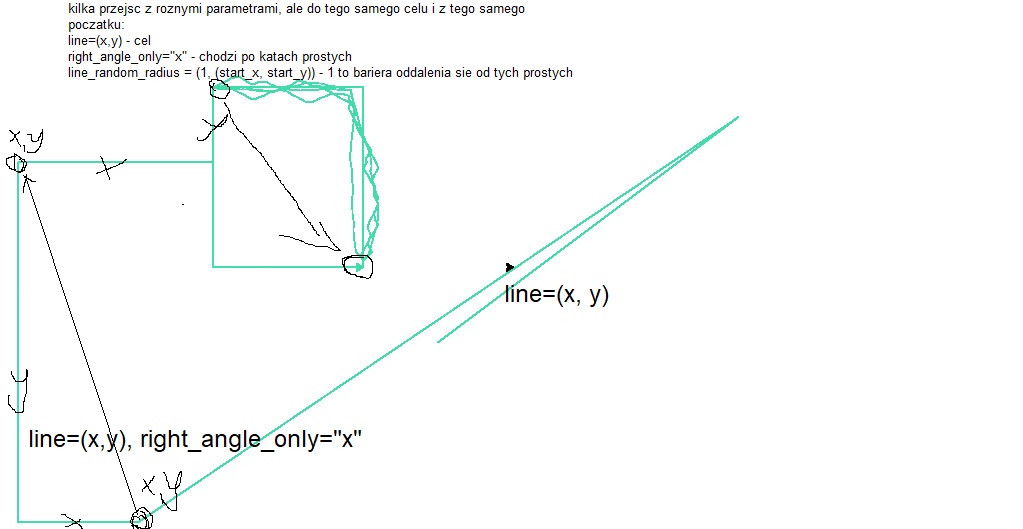 kilka przejsc z roznymi parametrami, ale do tego samego celu i z tego samego
poczatku:
line=(x,y) - cel
right_angle_only="x" - chodzi po katach prostych
line_random_radius = (1, (start_x, start_y)) - 1 to bariera oddalenia sie od tych prostych
y
x,y
x
line=(x, y)
y
line=(x,y), right_angle_only="x"
x,y
x